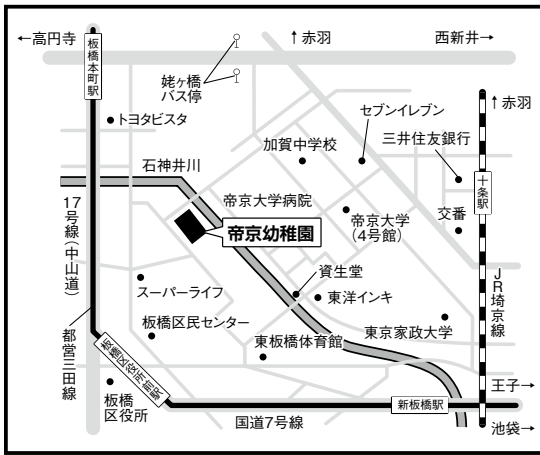 ←高円寺
↑赤羽
西新井→
板橋本町駅
姥ヶ橋
バス停
↑赤羽
トヨタビスタ
セブンイレブン
加賀中学校
三井住友銀行
石神井川
十条駅
帝京大学病院
帝京大学
(4号館)
交番
17号線(中山道)
帝京幼稚園
資生堂
JR埼京線
スーパーライフ
東洋インキ
板橋区民センター
東京家政大学
都営三田線
板橋区役所前駅
東板橋体育館
板橋
区役所
王子→
新板橋駅
国道7号線
池袋→